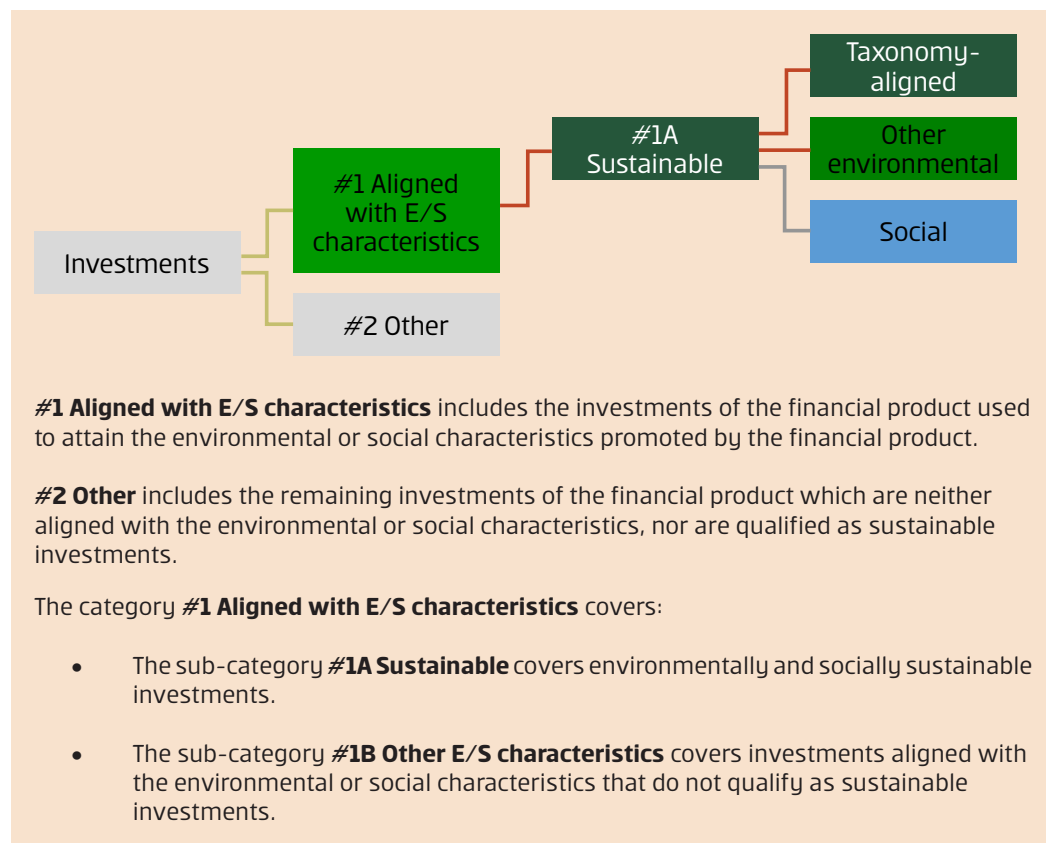 Taxonomy-
aligned
#1A
Sustainable
Other
environmental
#1 Aligned
with E/S
characteristics
Social
Investments
#2 Other
#1 Aligned with E/S characteristics includes the investments of the financial product used
to attain the environmental or social characteristics promoted by the financial product.
#2 Other includes the remaining investments of the financial product which are neither
aligned with the environmental or social characteristics, nor are qualified as sustainable
investments.
The category #1 Aligned with E/S characteristics covers:
• The sub-category #1A Sustainable covers environmentally and socially sustainable
investments.
• The sub-category #1B Other E/S characteristics covers investments aligned with
the environmental or social characteristics that do not qualify as sustainable
investments.